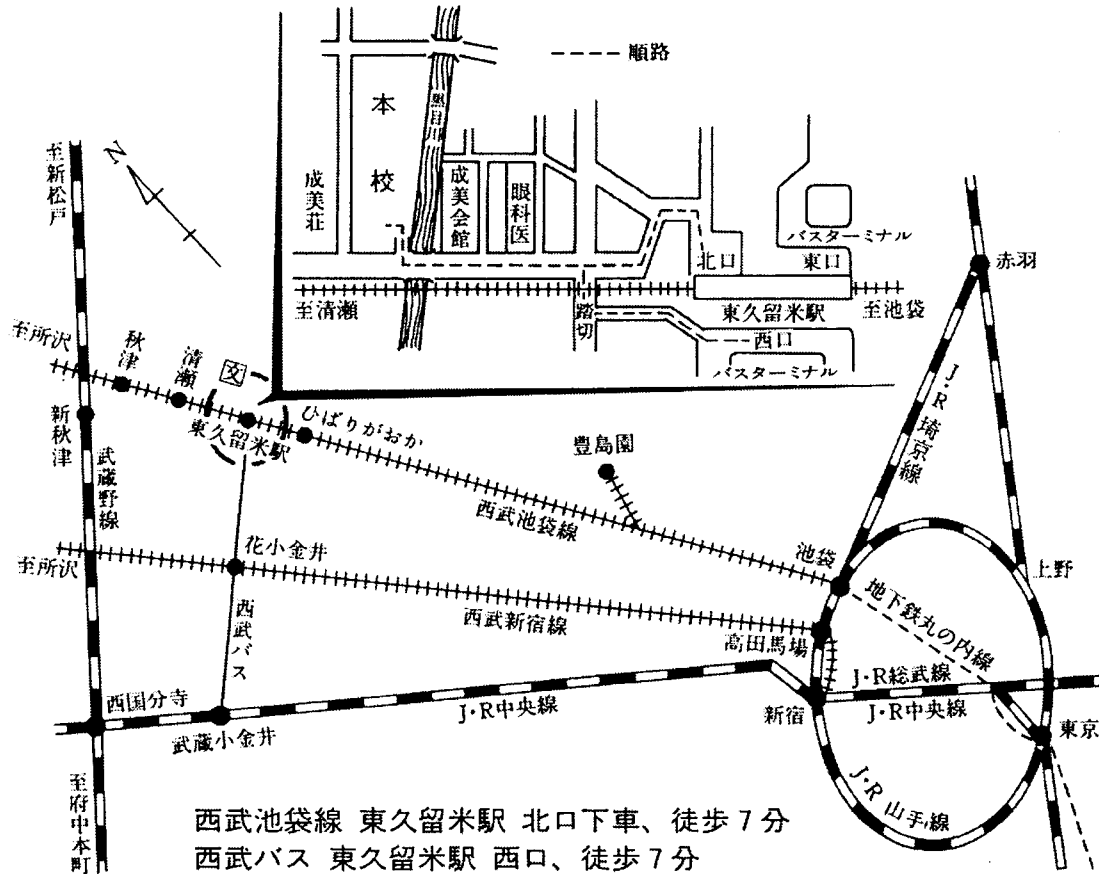 順路
本校
黒目川
成美荘
成美会館
眼科医
バスターミナル
北口
東口
至清瀬
踏切
東久留米駅
至池袋
西口
バスターミナル
N
至新松戸
赤羽
至所沢
秋津
清瀬
文
東久留米駅
ひばりがおか
新秋津
武蔵野線
豊島園
J・R埼京線
西武池袋線
池袋
上野
至所沢
花小金井
地下鉄丸の内線
西武新宿線
高田馬場
西武バス
J・R総武線
西国分寺
J・R中央線
新宿
J・R中央線
武蔵小金井
東京
J・R山手線
至府中本町
西武池袋線 東久留米駅 北口下車、徒歩7分
西武バス 東久留米駅 西口、徒歩7分